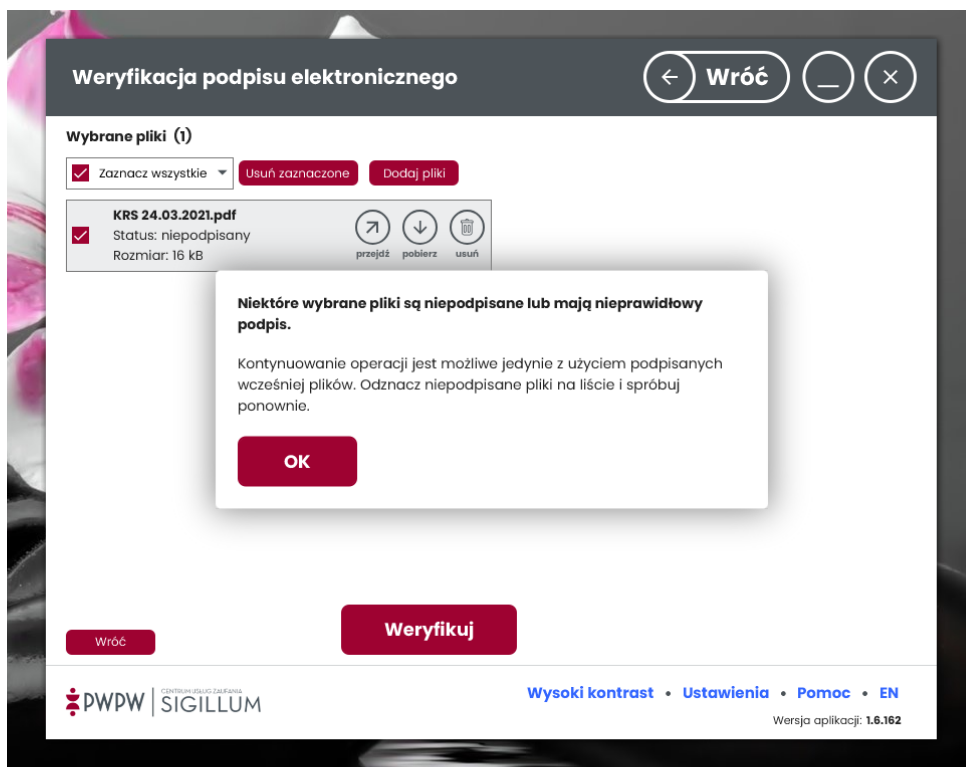 Weryfikacja podpisu elektronicznego
Wróć
Wybrane pliki (1)
Zaznacz wszystkie
Usuń zaznaczone
Dodaj pliki
KRS 24.03.2021.pdf
Status: niepodpisany
Rozmiar: 16 kB
przejdź
pobierz
usuń
Niektóre wybrane pliki są niepodpisane lub mają nieprawidłowy
podpis.
Kontynuowanie operacji jest możliwe jedynie z użyciem podpisanych
wcześniej plików. Odznacz niepodpisane pliki na liście i spróbuj
ponownie.
OK
Weryfikuj
Wróć
PWPW
CENTRUM USŁUG ZAUFANIA
SIGILLUM
Wysoki kontrast • Ustawienia • Pomoc • EN
Wersja aplikacji: 1.6.162